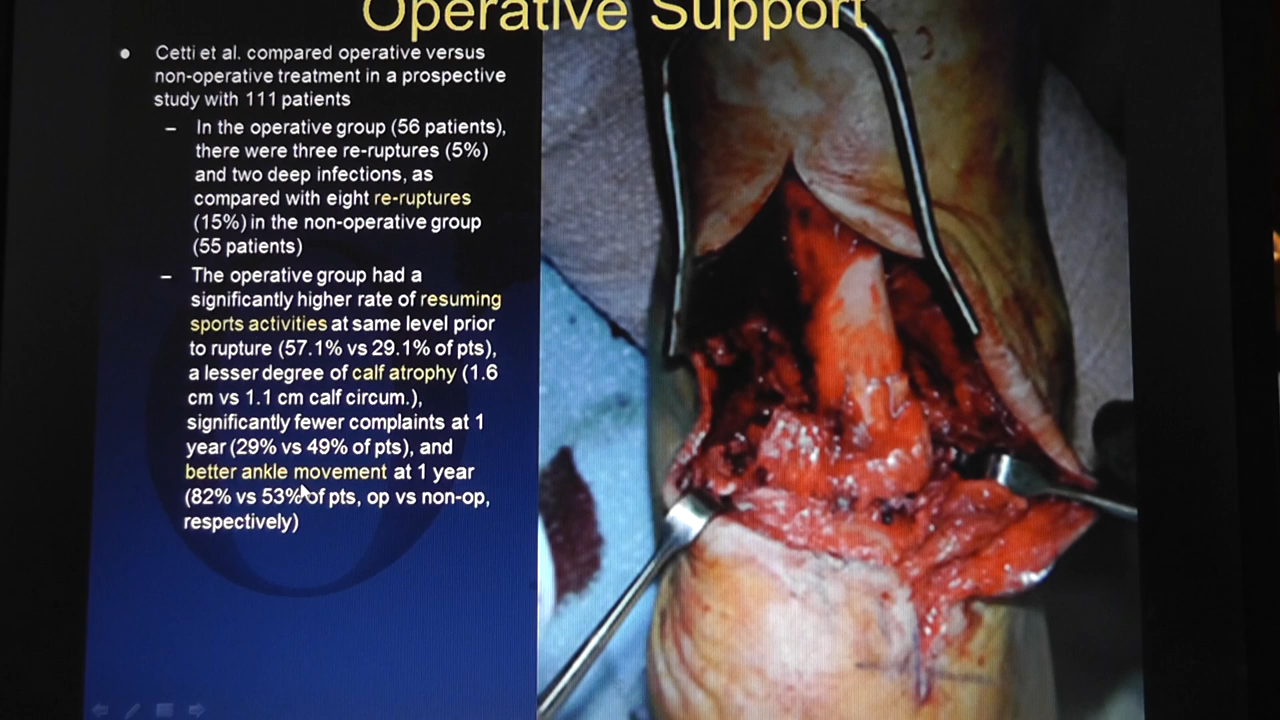 Operative Support
Cetti et al. compared operative versus
non-operative treatment in a prospective
study with 111 patients
– In the operative group (56 patients),
there were three re-ruptures (5%)
and two deep infections, as
compared with eight re-ruptures
(15%) in the non-operative group
(55 patients)
– The operative group had a
significantly higher rate of resuming
sports activities at same level prior
to rupture (57.1% vs 29.1% of pts),
a lesser degree of calf atrophy (1.6
cm vs 1.1 cm calf circum.),
significantly fewer complaints at 1
year (29% vs 49% of pts), and
better ankle movement at 1 year
(82% vs 53% of pts, op vs non-op,
respectively)